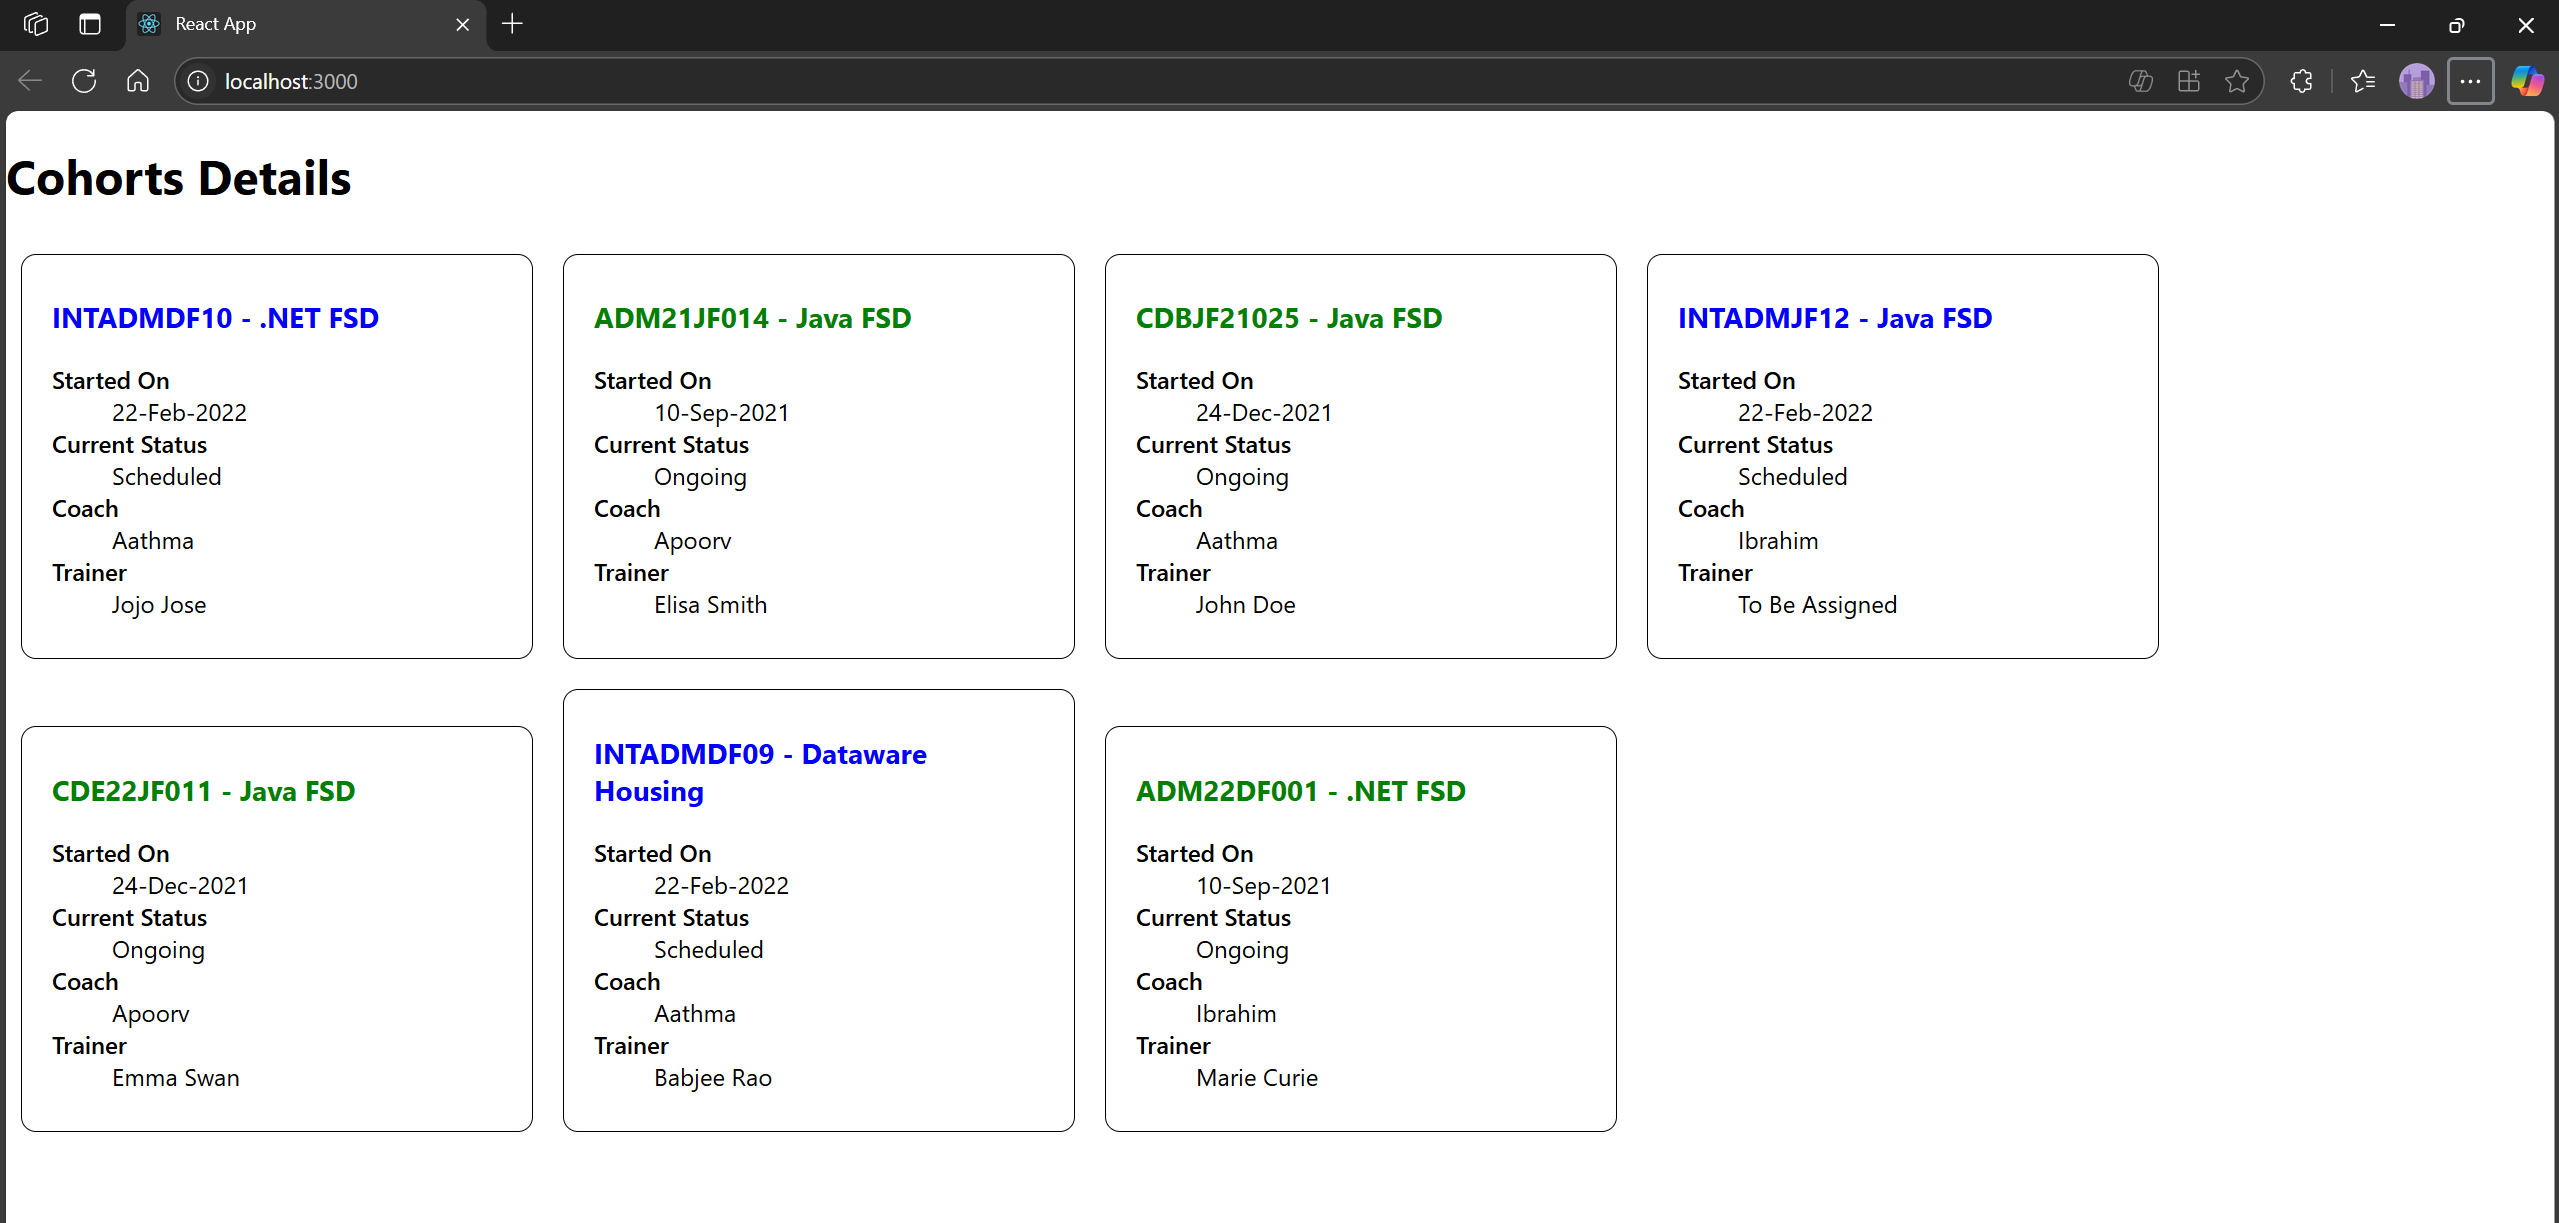 React App
localhost:3000
Cohorts Details
INTADMDF10 - .NET FSD
Started On
22-Feb-2022
Current Status
Scheduled
Coach
Aathma
Trainer
Jojo Jose
ADM21JF014 - Java FSD
Started On
10-Sep-2021
Current Status
Ongoing
Coach
Apoorv
Trainer
Elisa Smith
CDBJF21025 - Java FSD
Started On
24-Dec-2021
Current Status
Ongoing
Coach
Aathma
Trainer
John Doe
INTADMJF12 - Java FSD
Started On
22-Feb-2022
Current Status
Scheduled
Coach
Ibrahim
Trainer
To Be Assigned
CDE22JF011 - Java FSD
Started On
24-Dec-2021
Current Status
Ongoing
Coach
Apoorv
Trainer
Emma Swan
INTADMDF09 - Dataware
Housing
Started On
22-Feb-2022
Current Status
Scheduled
Coach
Aathma
Trainer
Babjee Rao
ADM22DF001 - .NET FSD
Started On
10-Sep-2021
Current Status
Ongoing
Coach
Ibrahim
Trainer
Marie Curie